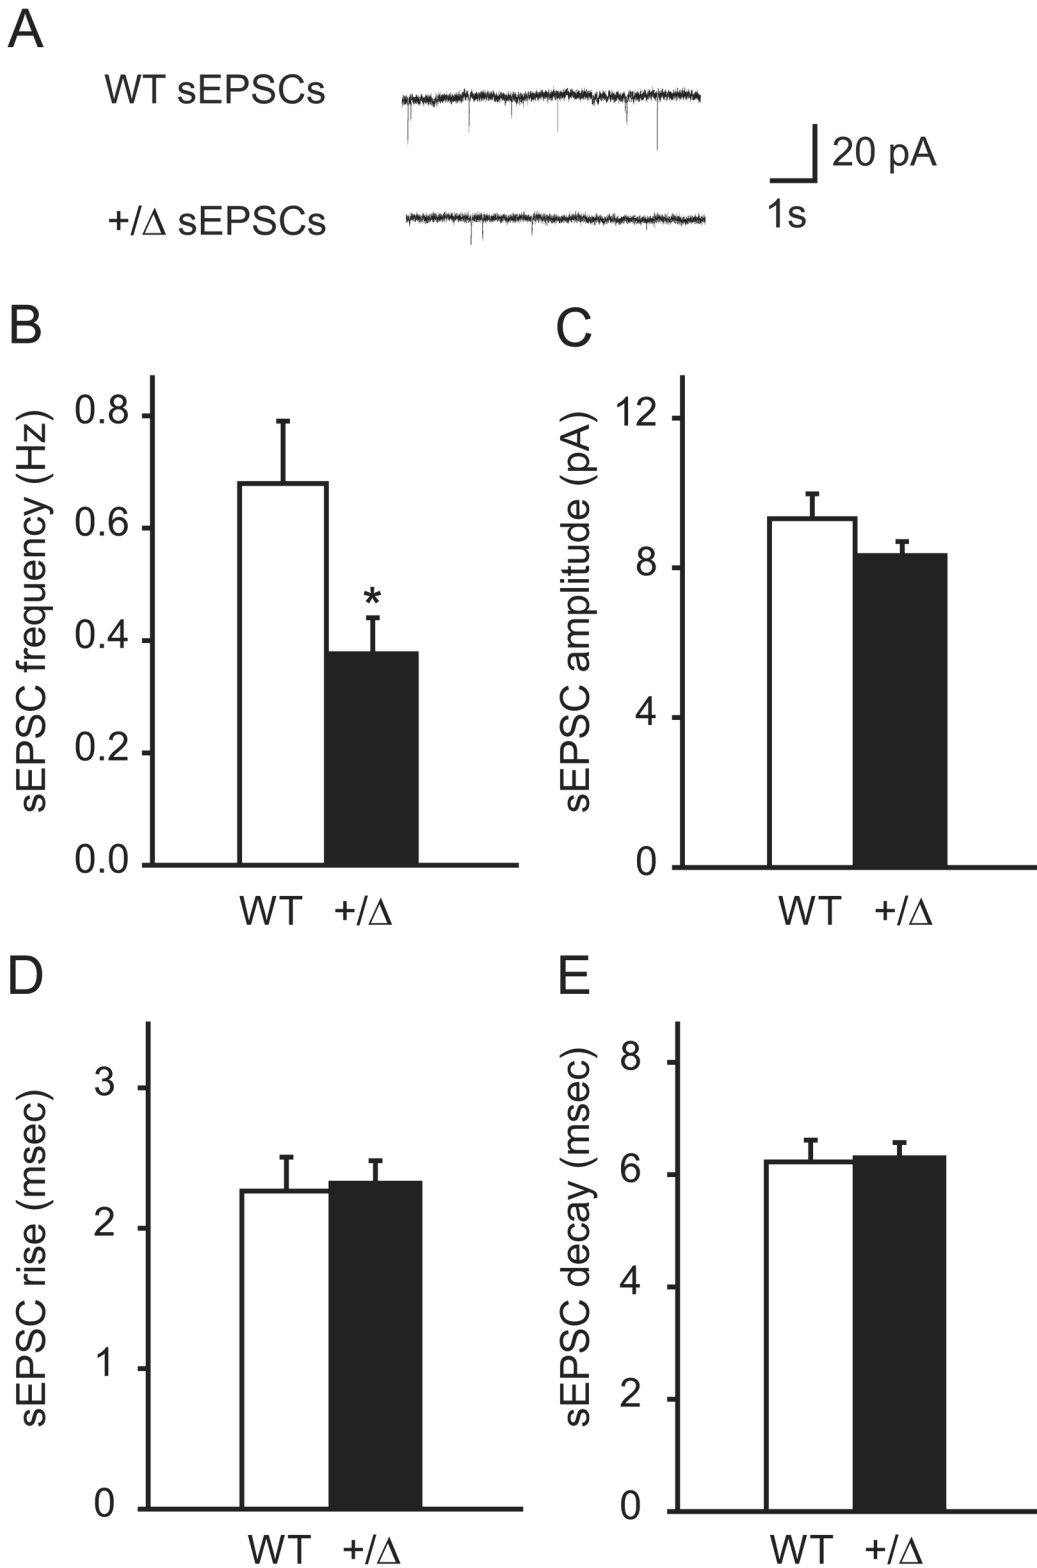 A
WT sEPSCs
20 pA
1s
+/Δ sEPSCs
B
sEPSC frequency (Hz)
0.8
0.6
0.4
0.2
0.0
*
WT +/Δ
C
sEPSC amplitude (pA)
12
8
4
0
WT +/Δ
D
sEPSC rise (msec)
3
2
1
0
WT +/Δ
E
sEPSC decay (msec)
8
6
4
2
0
WT +/Δ